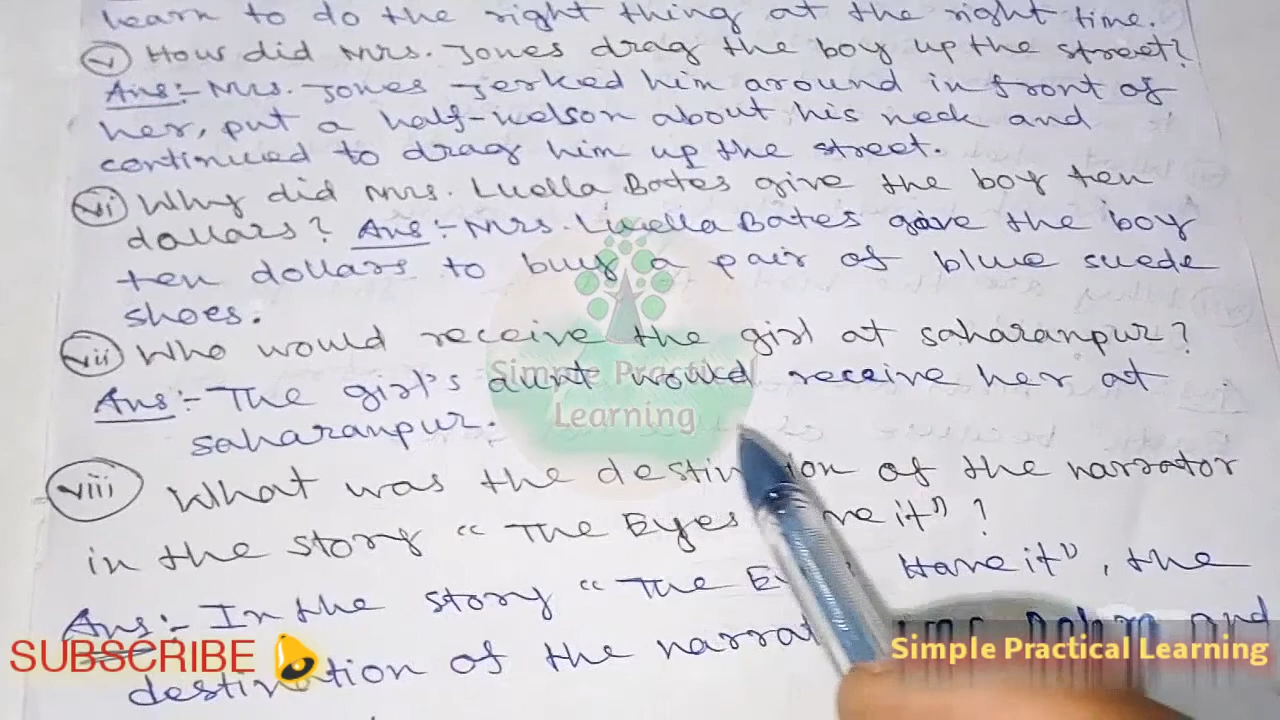 learn to do the right thing at the right time.
v How did Mrs. Jones drag the boy up the street?
Ans:- Mrs. Jones Jerked him around in front of
her, put a half-nelson about his neck and
continued to drag him up the street.
vi Why did Mrs. Luella Bates give the boy ten
dollars? Ans:- Mrs. Luella Bates gave the boy
ten dollars to buy a pair of blue suede
shoes.
vii Who would receive the girl at saharanpur?
Ans:- The girl's aunt would receive her at
saharanpur.
viii What was the destination of the narrator
in the story "The Eyes it"?
Ans:- In the story "The Have it", the
destination of the and
Simple Practical
Learning
SUBSCRIBE
Simple Practical Learning